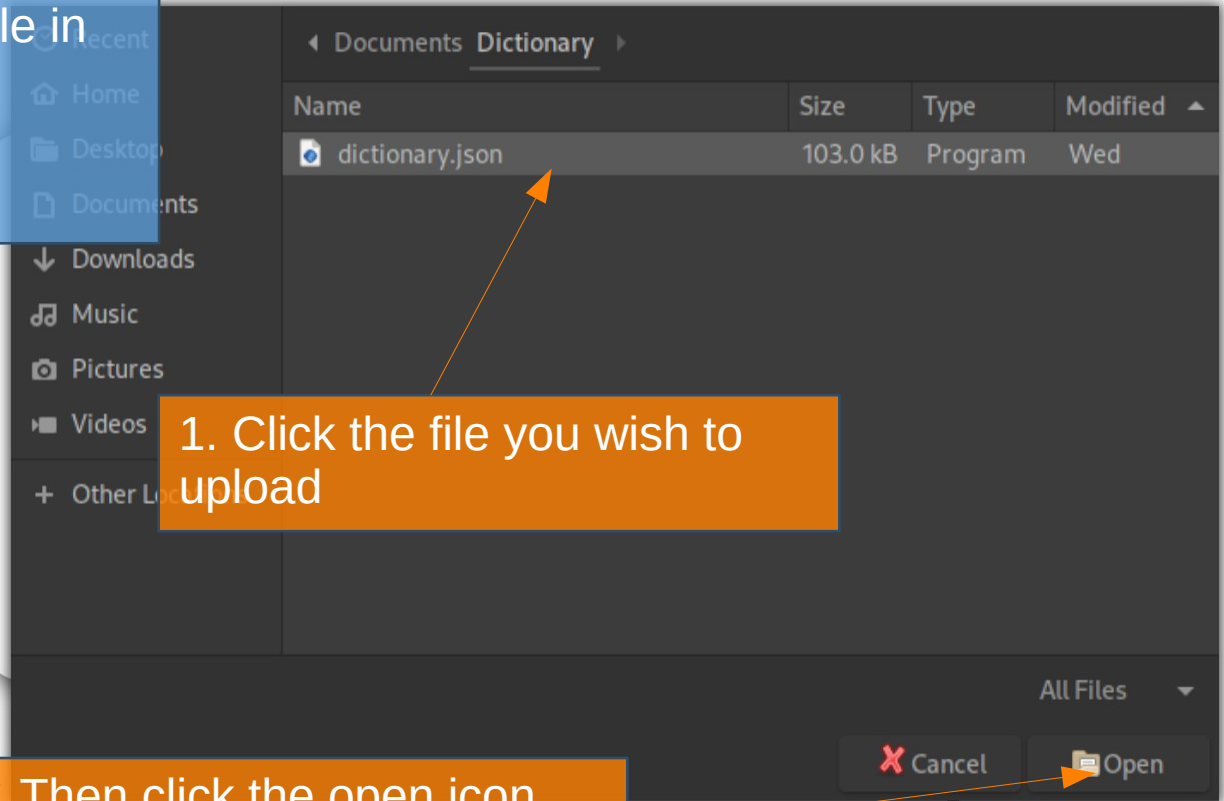 le in
Recent
Documents Dictionary
Home
Name Size Type Modified
Desktop
dictionary.json 103.0 kB Program Wed
Documents
Downloads
Music
Pictures
Videos
1. Click the file you wish to
upload
Other Locations
All Files
Cancel Open
Then click the open icon